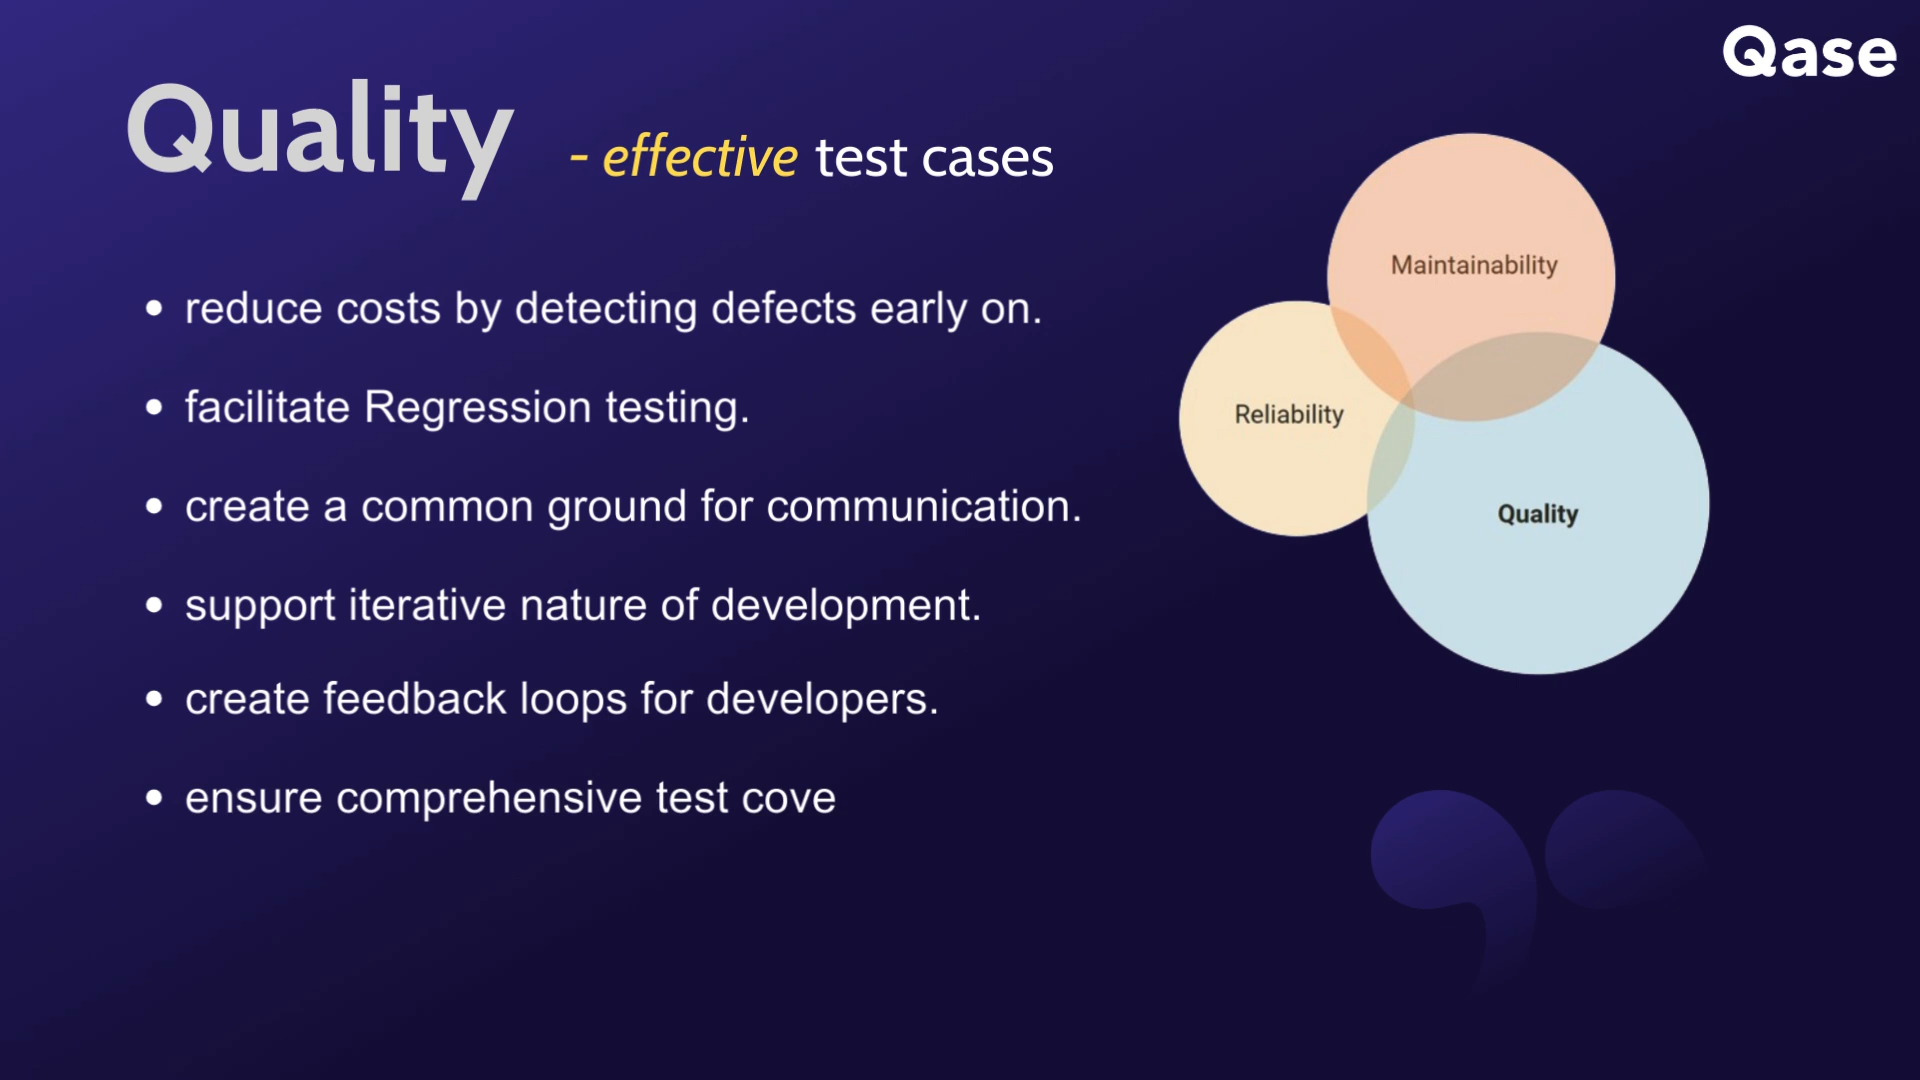 Qase
Quality - effective test cases
• reduce costs by detecting defects early on.
• facilitate Regression testing.
• create a common ground for communication.
• support iterative nature of development.
• create feedback loops for developers.
• ensure comprehensive test cove
Maintainability
Reliability
Quality